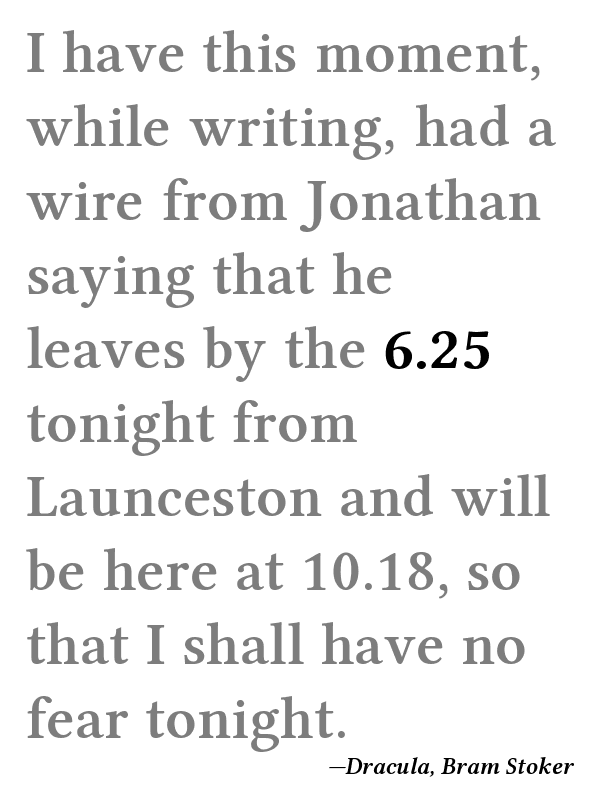 I have this moment,
while writing, had a
wire from Jonathan
saying that he
leaves by the 6.25
tonight from
Launceston and will
be here at 10.18, so
that I shall have no
fear tonight.
—Dracula, Bram Stoker